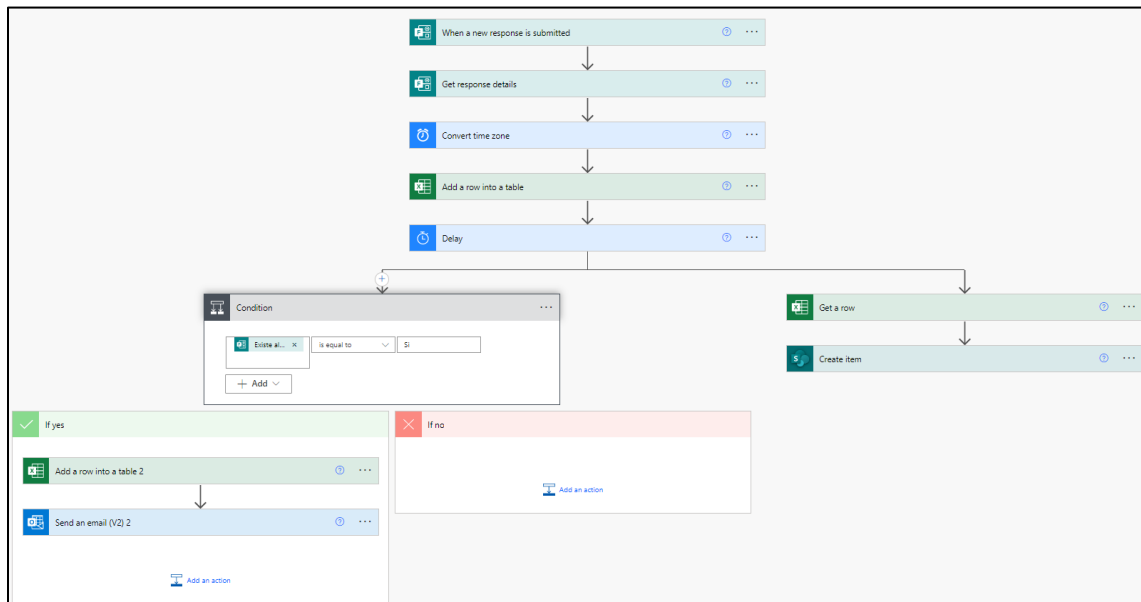 When a new response is submitted
Get response details
Convert time zone
Add a row into a table
Delay
Condition
Get a row
Existe al... × is equal to Si
Create item
+ Add
If yes
If no
Add a row into a table 2
Add an action
Send an email (V2) 2
Add an action